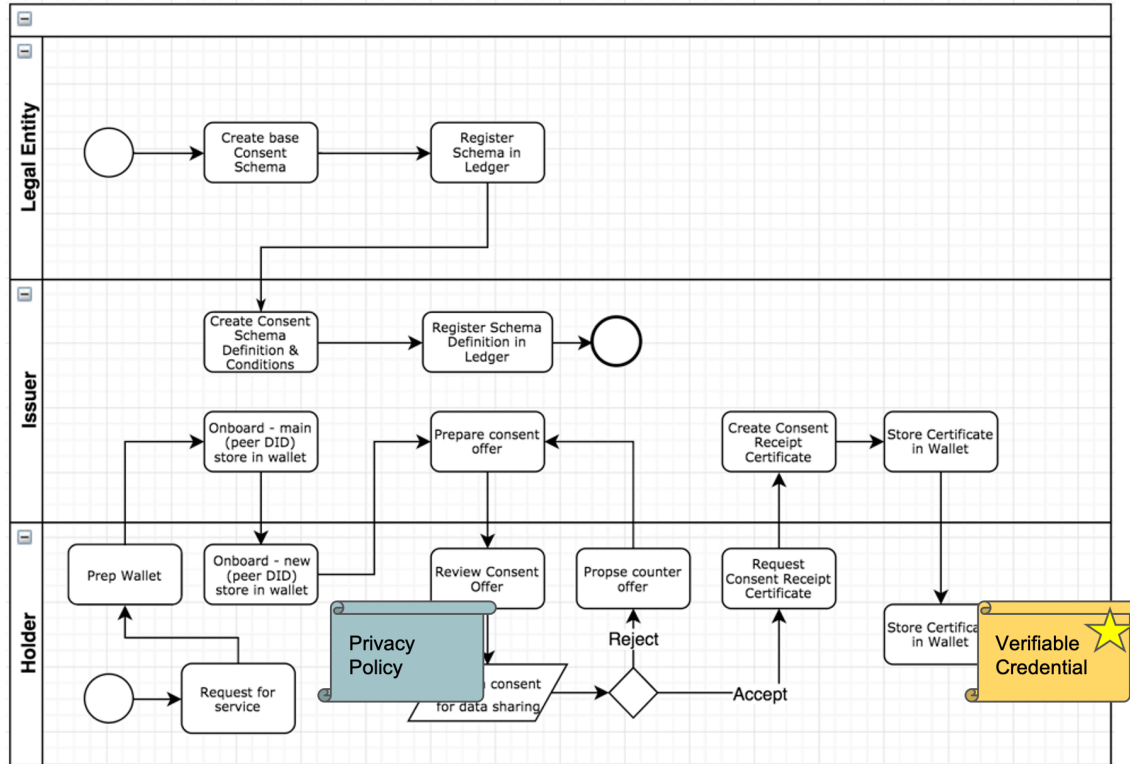 Legal Entity
Create base
Consent
Schema
Register
Schema in
Ledger
Issuer
Create Consent
Schema
Definition &
Conditions
Register Schema
Definition in
Ledger
Onboard - main
(peer DID)
store in wallet
Prepare consent
offer
Create Consent
Receipt
Certificate
Store Certificate
in Wallet
Holder
Prep Wallet
Onboard - new
(peer DID)
store in wallet
Review Consent
Offer
Propse counter
offer
Request
Consent Receipt
Certificate
Store
in Wallet
Request for
service
Privacy
Policy
consent
for data sharing
Reject
Accept
Verifiable
Credential